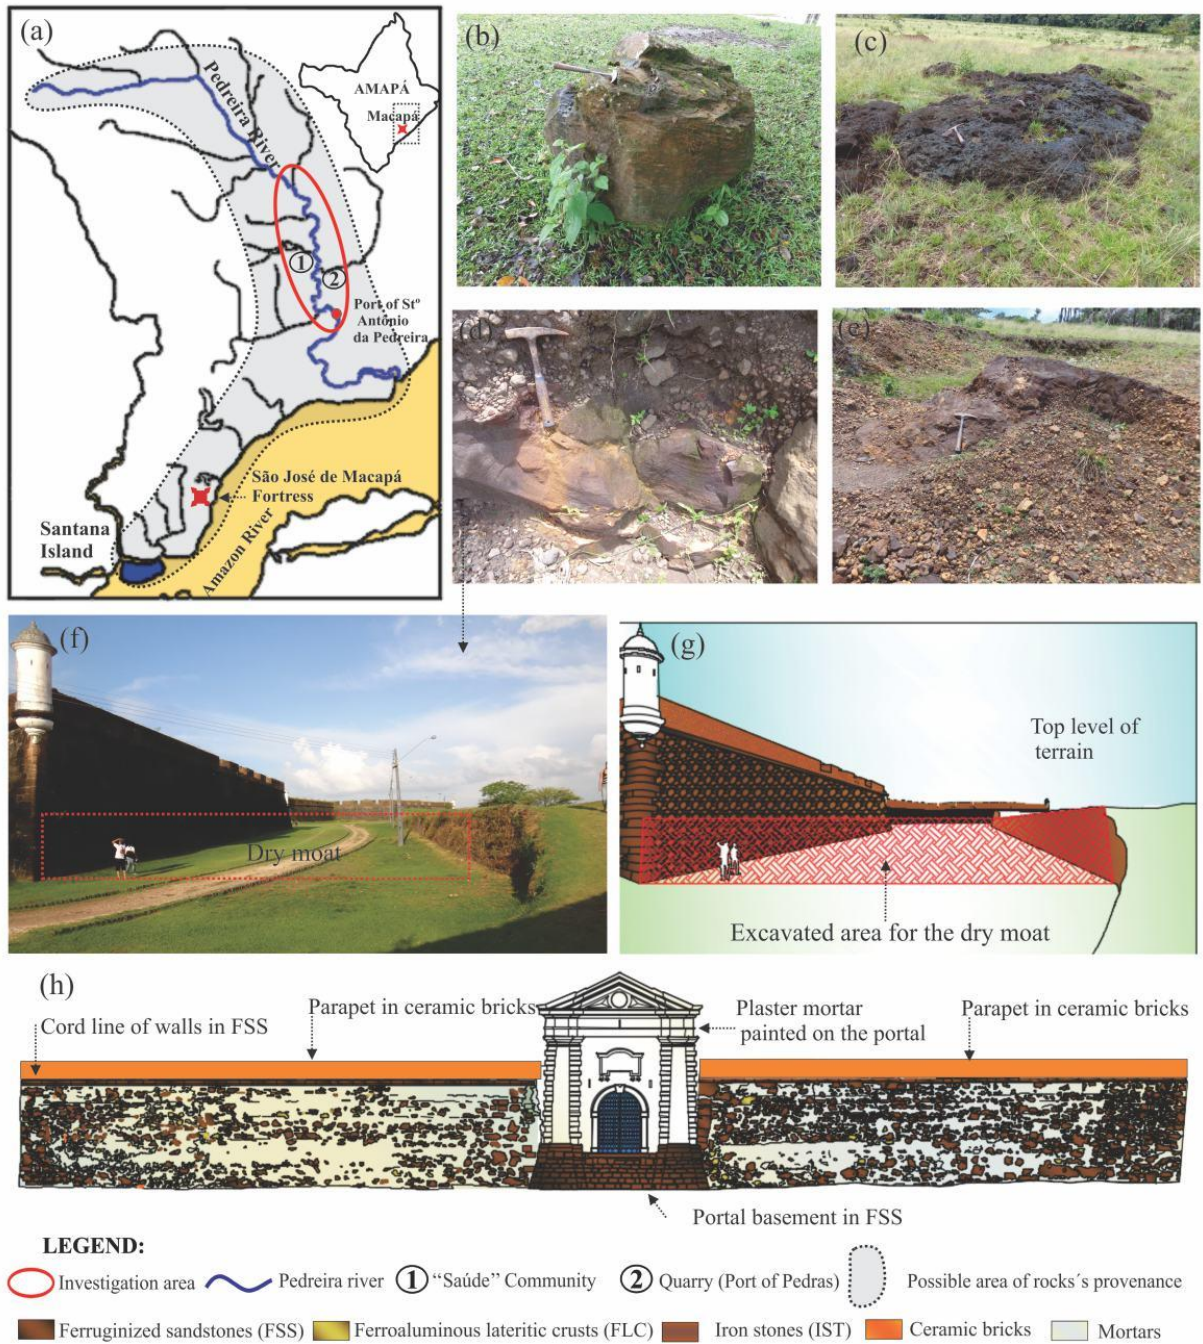 (a)
Pedreira River
AMAPÁ
Macapá
1
2
Port of Stº
Antônio
da Pedreira
São José de Macapá
Fortress
Santana
Island
Amazon River
(b)
(c)
(d)
(e)
(f)
Dry moat
(g)
Top level of
terrain
Excavated area for the dry moat
(h)
Cord line of walls in FSS
Parapet in ceramic bricks
Plaster mortar
painted on the portal
Parapet in ceramic bricks
Portal basement in FSS
LEGEND:
Investigation area
Pedreira river
1 “Saúde” Community
2 Quarry (Port of Pedras)
Possible area of rocks´s provenance
Ferruginized sandstones (FSS)
Ferroaluminous lateritic crusts (FLC)
Iron stones (IST)
Ceramic bricks
Mortars